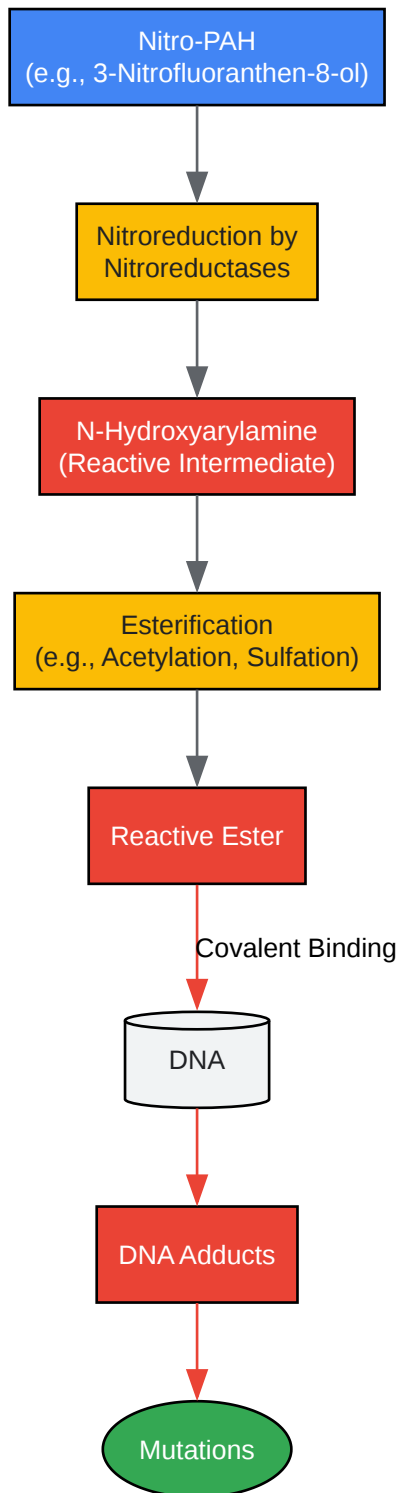 Nitro-PAH
(e.g., 3-Nitrofluoranthen-8-ol)
Nitroreduction by
Nitroreductases
N-Hydroxyarylamine
(Reactive Intermediate)
Esterification
(e.g., Acetylation, Sulfation)
Reactive Ester
Covalent Binding
DNA
DNA Adducts
Mutations